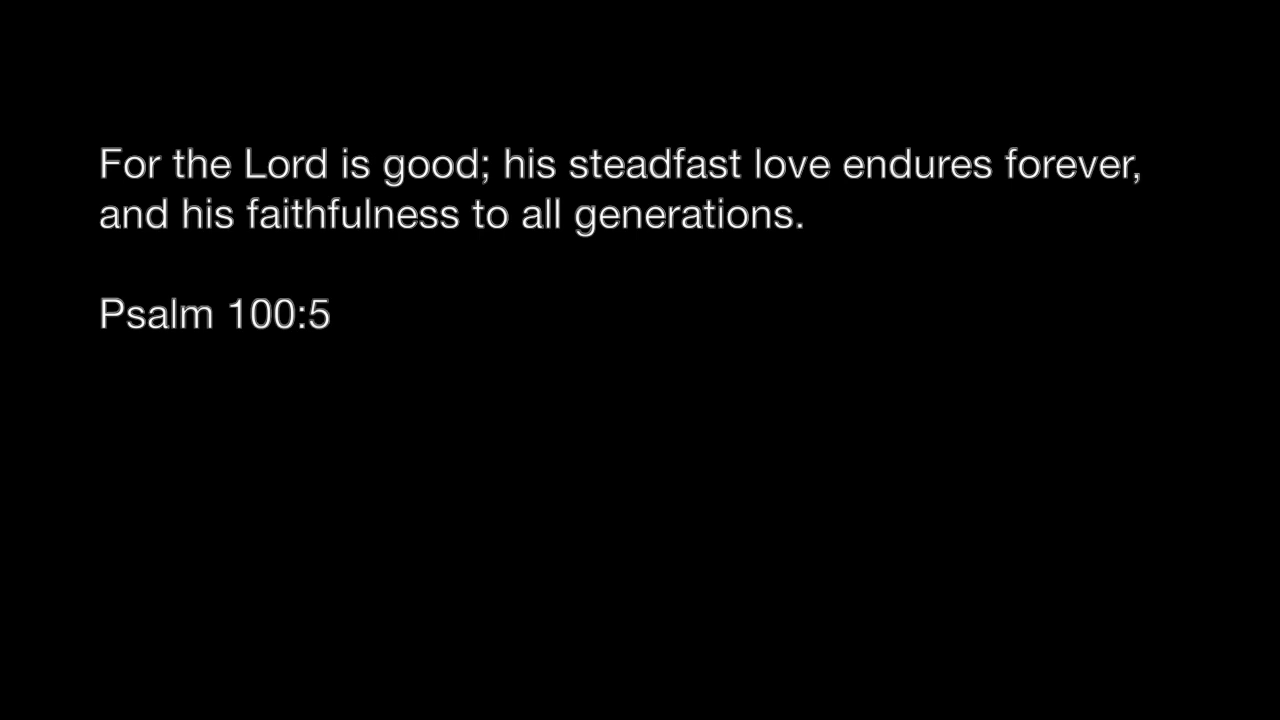 For the Lord is good; his steadfast love endures forever,
and his faithfulness to all generations.
Psalm 100:5